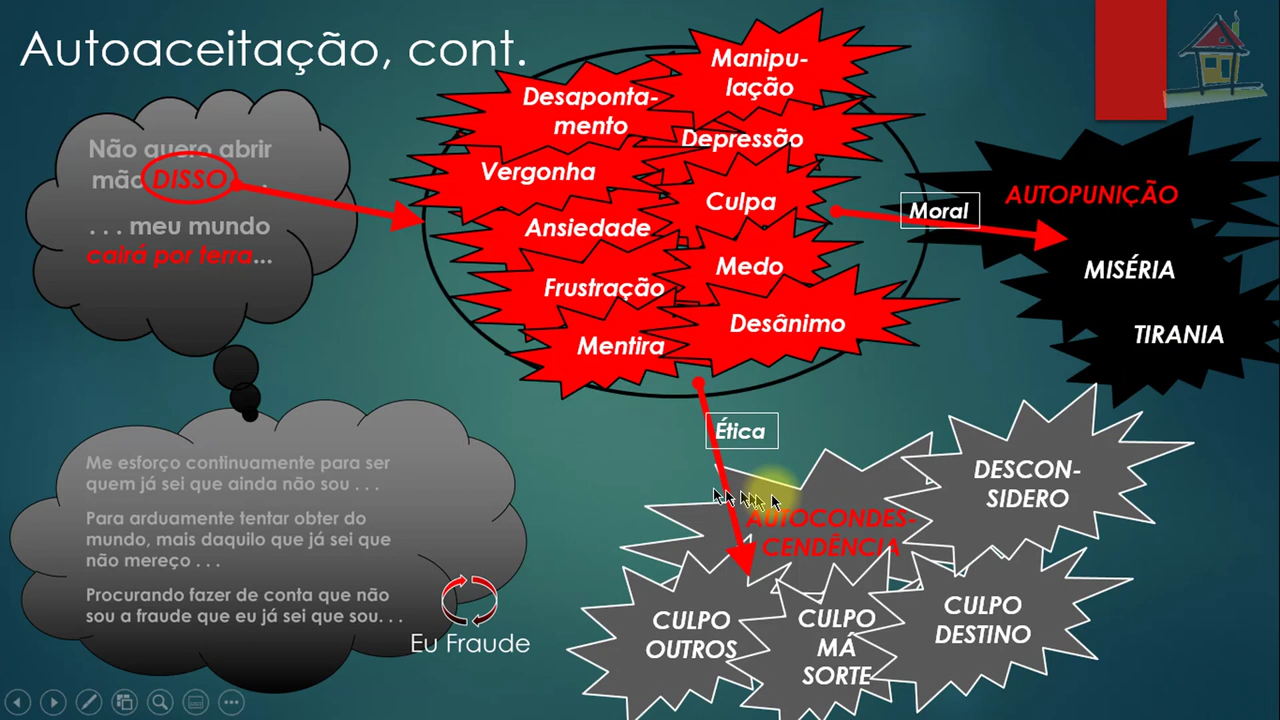 Autoaceitação, cont.
Não quero abrir
mão DISSO . .
. . . meu mundo
cairá por terra...
Me esforço continuamente para ser
quem já sei que ainda não sou . . .
Para arduamente tentar obter do
mundo, mais daquilo que já sei que
não mereço . . .
Procurando fazer de conta que não
sou a fraude que eu já sei que sou. . .
Eu Fraude
Manipu-
lação
Desaponta-
mento
Depressão
Vergonha
Culpa
Ansiedade
Medo
Frustração
Desânimo
Mentira
Moral
AUTOPUNIÇÃO
MISÉRIA
TIRANIA
Ética
AUTOCONDES-
CENDÊNCIA
DESCON-
SIDERO
CULPO
OUTROS
CULPO
MÁ
SORTE
CULPO
DESTINO